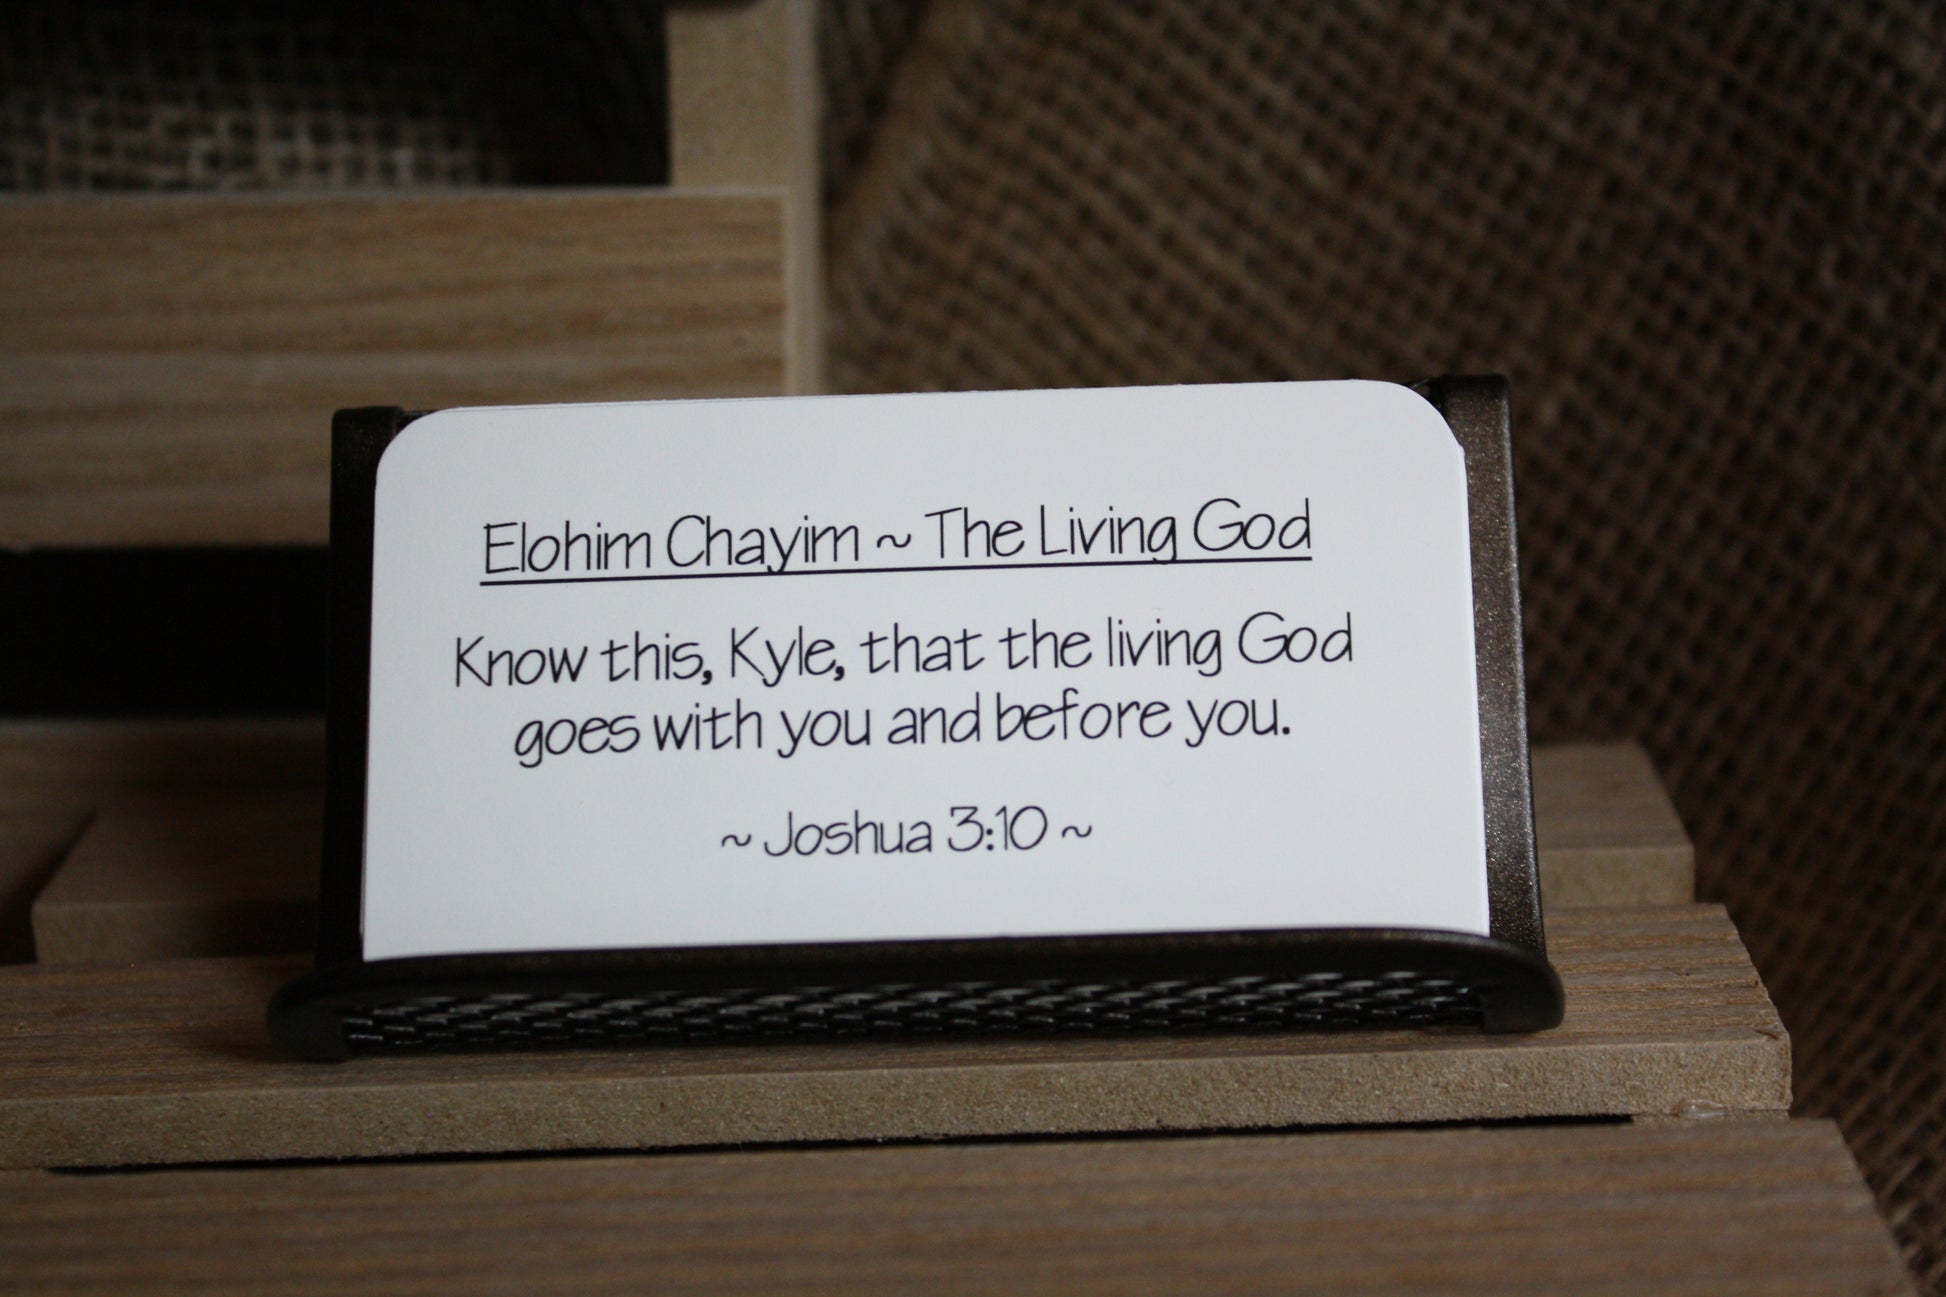 Elohim Chayim ~ The Living God
Know this, Kyle, that the living God
goes with you and before you.
~ Joshua 3:10 ~